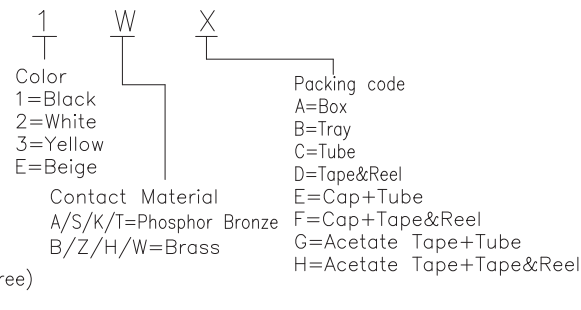 1 W X
Color
1=Black
2=White
3=Yellow
E=Beige
Contact Material
A/S/K/T=Phosphor Bronze
B/Z/H/W=Brass
Packing code
A=Box
B=Tray
C=Tube
D=Tape&Reel
E=Cap+Tube
F=Cap+Tape&Reel
G=Acetate Tape+Tube
H=Acetate Tape+Tape&Reel
ree)